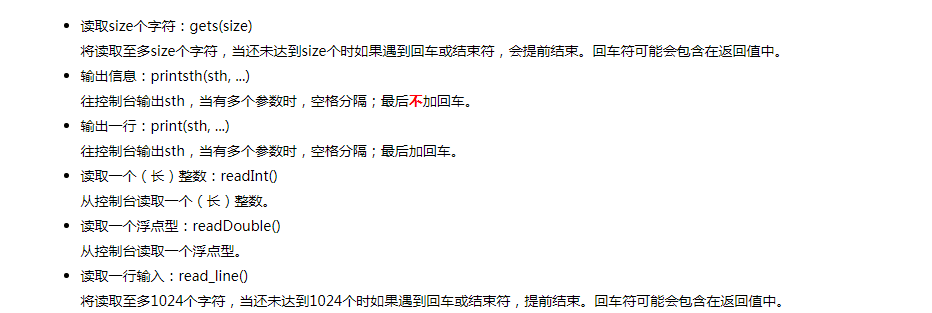 读取size个字符：gets(size)
将读取至多size个字符，当还未达到size个时如果遇到回车或结束符，会提前结束。回车符可能会包含在返回值中。
输出信息：printsth(sth, ...)
往控制台输出sth，当有多个参数时，空格分隔；最后不加回车。
输出一行：print(sth, ...)
往控制台输出sth，当有多个参数时，空格分隔；最后加回车。
读取一个（长）整数：readInt()
从控制台读取一个（长）整数。
读取一个浮点型：readDouble()
从控制台读取一个浮点型。
读取一行输入：read_line()
将读取至多1024个字符，当还未达到1024个时如果遇到回车或结束符，提前结束。回车符可能会包含在返回值中。